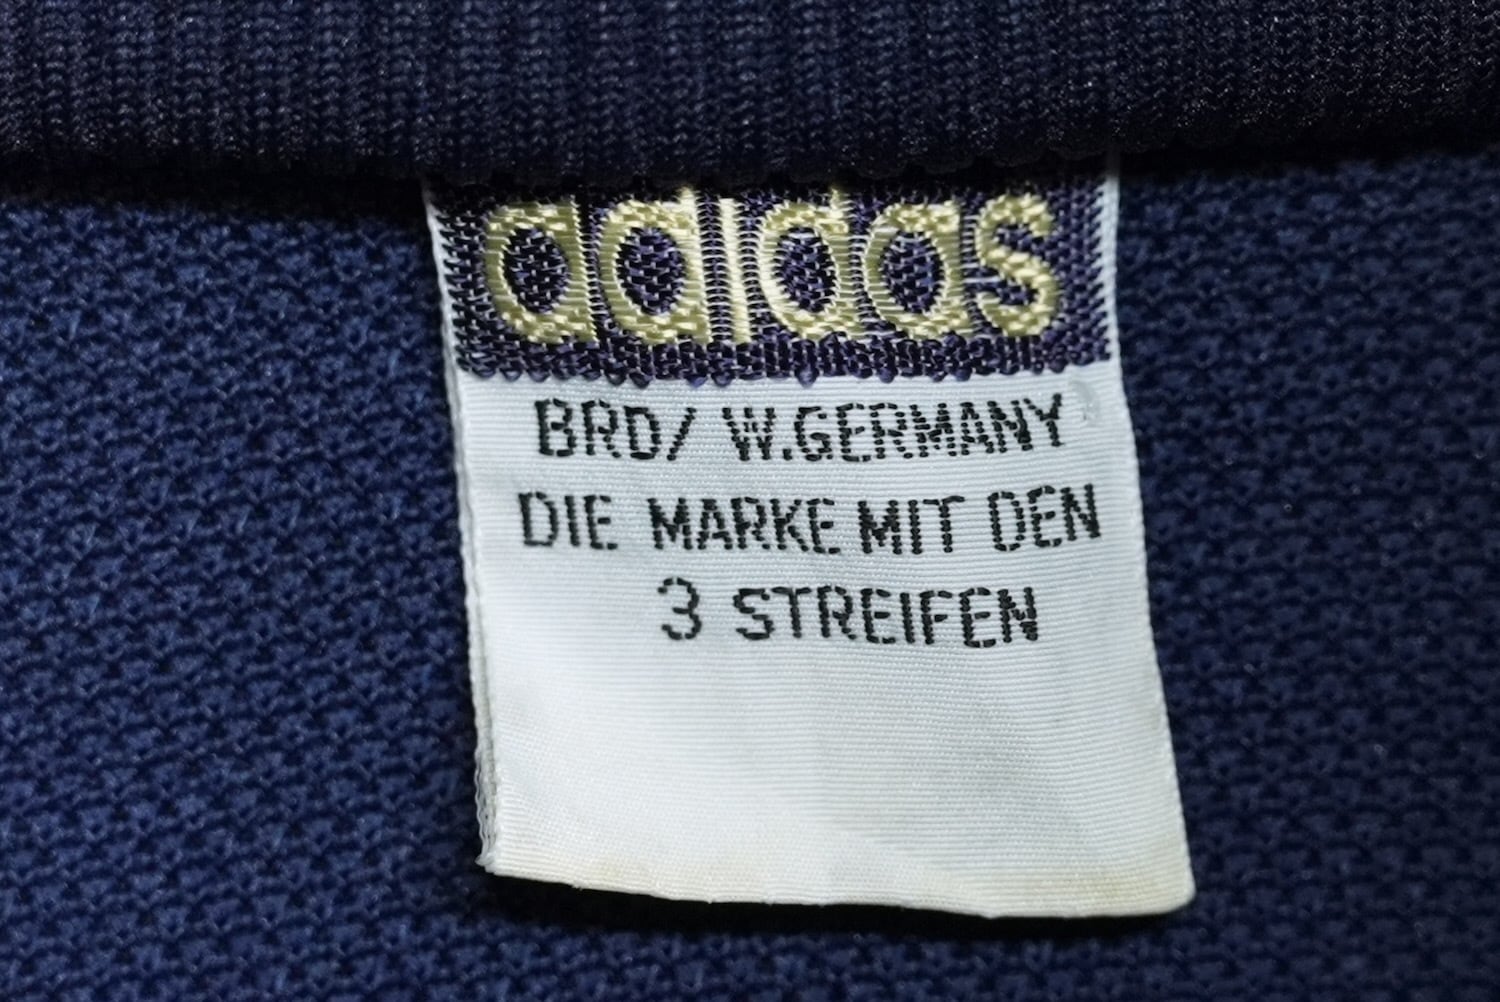 adidas
BRD/ W.GERMANY
DIE MARKE MIT DEN
3 STREIFEN